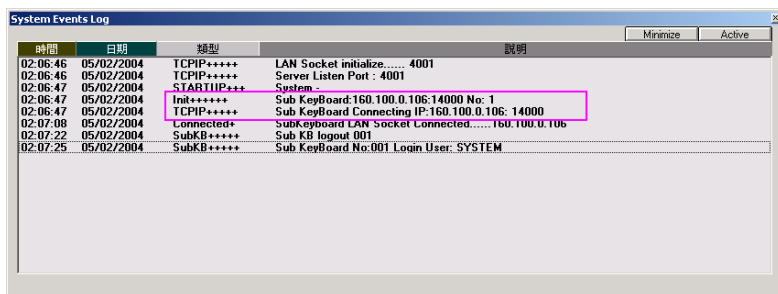 System Events Log
Minimize Active
時間 日期 類型 說明
02:06:46 05/02/2004 TCPIP+++++ LAN Socket initialize...... 4001
02:06:46 05/02/2004 TCPIP+++++ Server Listen Port : 4001
02:06:47 05/02/2004 STARTUP+++ System -
02:06:47 05/02/2004 Init++++++ Sub KeyBoard:160.100.0.106:14000 No: 1
02:06:47 05/02/2004 TCPIP+++++ Sub KeyBoard Connecting IP:160.100.0.106: 14000
02:07:08 05/02/2004 Connected+ SubKeyboard LAN Socket Connected......160.100.0.106
02:07:22 05/02/2004 SubKB+++++ Sub KB logout 001
02:07:25 05/02/2004 SubKB+++++ Sub KeyBoard No:001 Login User: SYSTEM